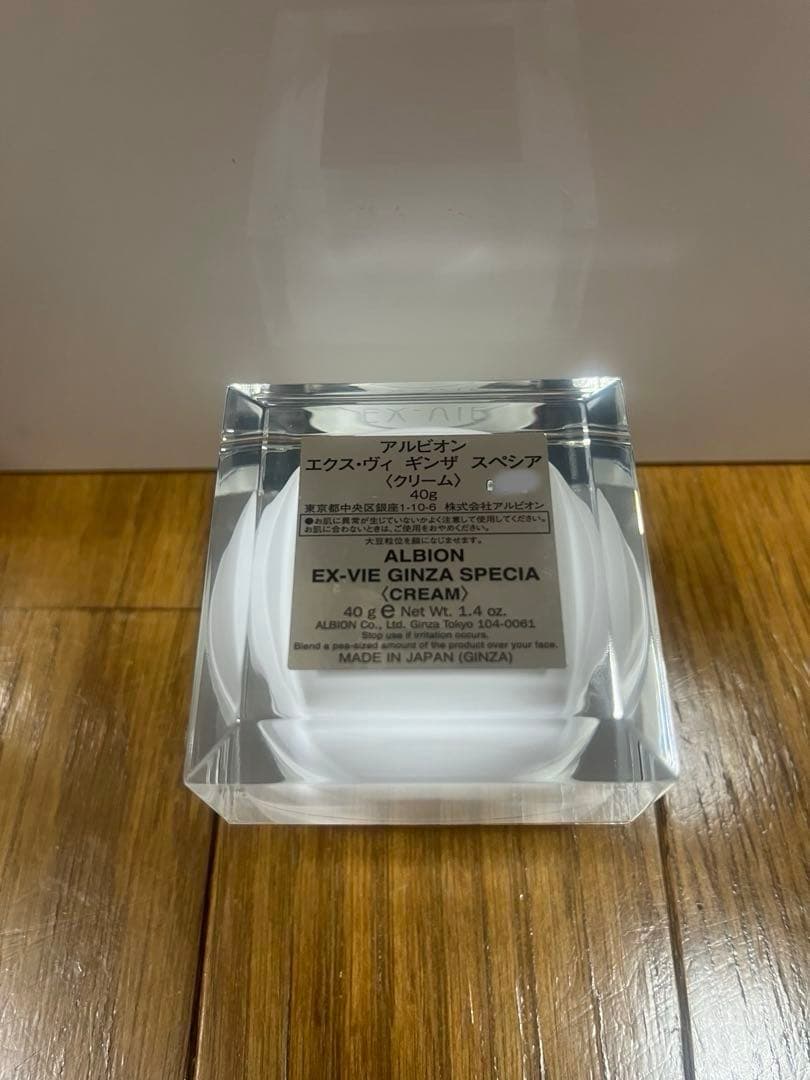 EX-VIE
アルビオン
エクス・ヴィ ギンザ スペシア
〈クリーム〉
40g
東京都中央区銀座1-10-6 株式会社アルビオン
●お肌に異常が生じていないかよく注意して使用してください。
お肌に合わないときは、ご使用をおやめください。
大豆粒位を顔になじませます。
ALBION
EX-VIE GINZA SPECIA
〈CREAM〉
40 g e Net Wt. 1.4 oz.
ALBION Co., Ltd. Ginza Tokyo 104-0061
Stop use if irritation occurs.
Blend a pea-sized amount of the product over your face.
MADE IN JAPAN (GINZA)